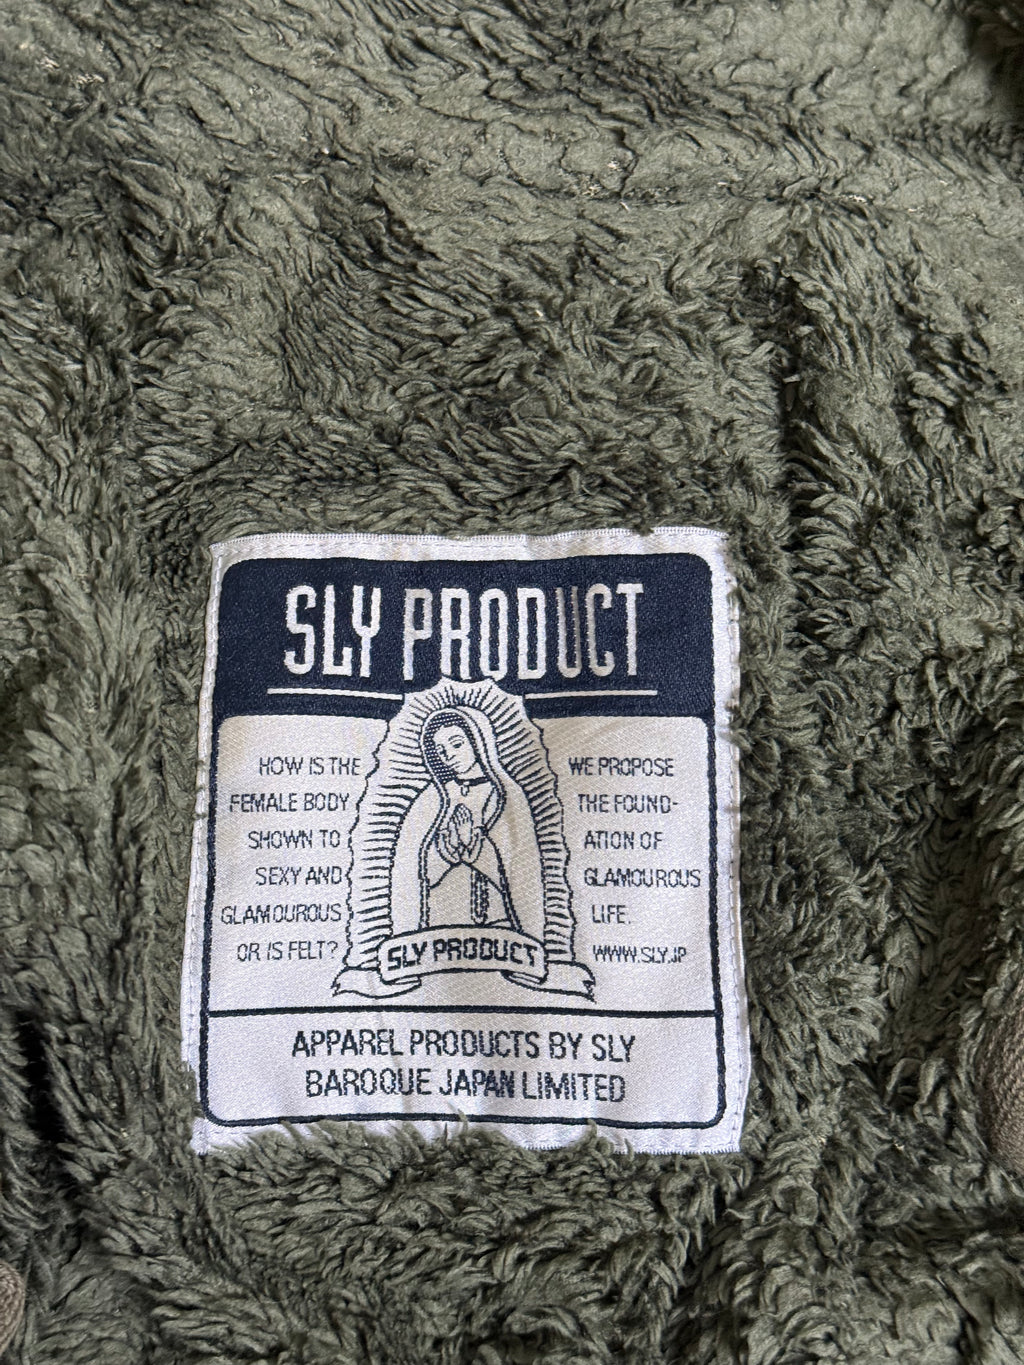 SLY PRODUCT
HOW IS THE
FEMALE BODY
SHOWN TO
SEXY AND
GLAMOUROUS
OR IS FELT?
WE PROPOSE
THE FOUND-
ATION OF
GLAMOUROUS
LIFE.
WWW.SLY.JP
SLY PRODUCT
APPAREL PRODUCTS BY SLY
BAROQUE JAPAN LIMITED